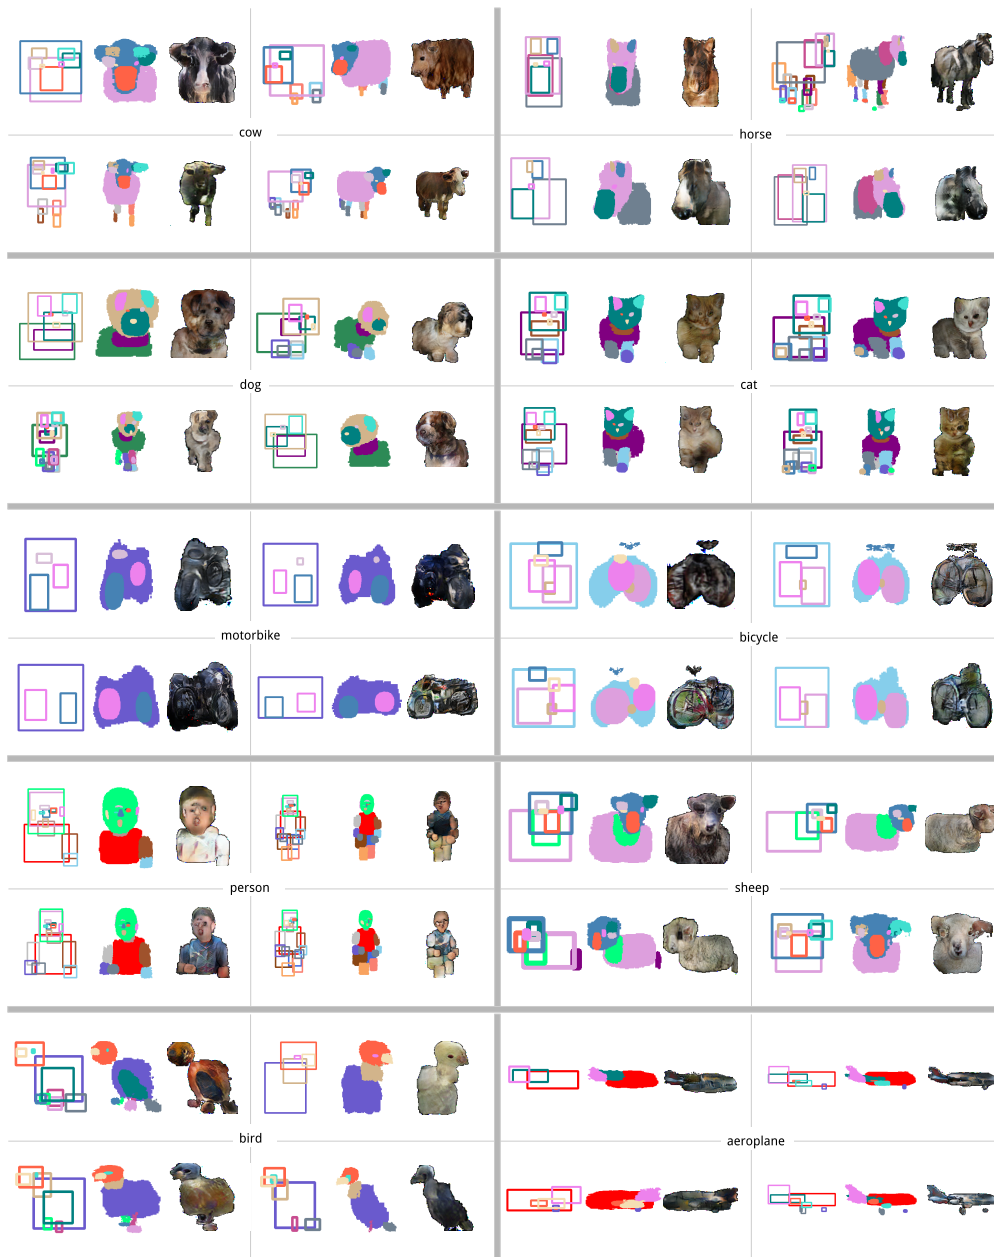 cow
horse
dog
cat
motorbike
bicycle
person
sheep
bird
aeroplane